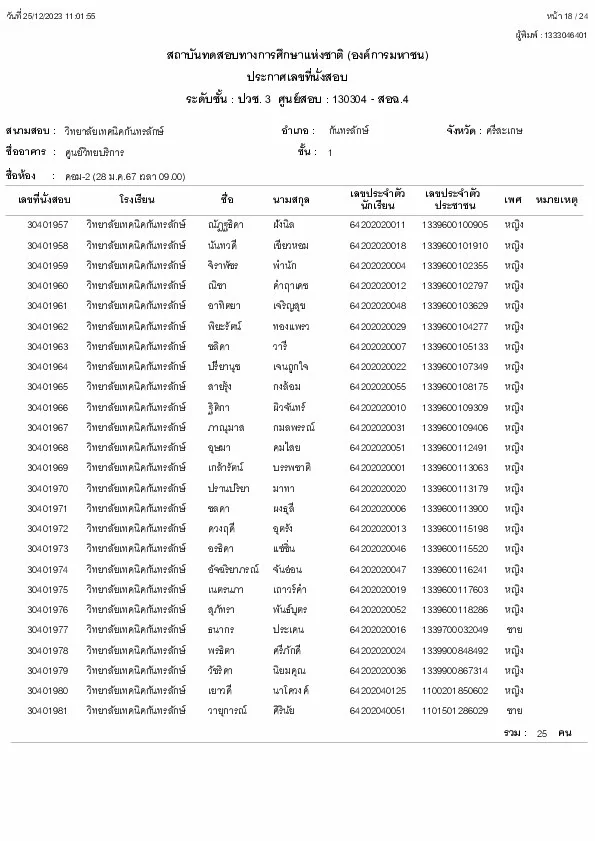 วันที่ 25/12/2023 11:01:55 หน้า 18 / 24
ผู้พิมพ์ : 1333046401
สถาบันทดสอบทางการศึกษาแห่งชาติ (องค์การมหาชน)
ประกาศเลขที่นั่งสอบ
ระดับชั้น : ปวช. 3 ศูนย์สอบ : 130304 - สอฉ.4
สนามสอบ : วิทยาลัยเทคนิคกันทรลักษ์ อำเภอ : กันทรลักษ์ จังหวัด : ศรีสะเกษ
ชื่ออาคาร : ศูนย์วิทยบริการ ชั้น : 1
ชื่อห้อง : คอม-2 (28 ม.ค.67 เวลา 09.00)
เลขที่นั่งสอบ โรงเรียน ชื่อ นามสกุล เลขประจำตัวนักเรียน เลขประจำตัวประชาชน เพศ หมายเหตุ
30401957 วิทยาลัยเทคนิคกันทรลักษ์ ณัฏฐธิดา ฝังนิล 64202020011 1339600100905 หญิง
30401958 วิทยาลัยเทคนิคกันทรลักษ์ นันทวดี เขียวหอม 64202020018 1339600101910 หญิง
30401959 วิทยาลัยเทคนิคกันทรลักษ์ จิราพัชร พำนัก 64202020004 1339600102355 หญิง
30401960 วิทยาลัยเทคนิคกันทรลักษ์ ณิชา คำฤาเดช 64202020012 1339600102797 หญิง
30401961 วิทยาลัยเทคนิคกันทรลักษ์ อาทิตยา เจริญสุข 64202020048 1339600103629 หญิง
30401962 วิทยาลัยเทคนิคกันทรลักษ์ พิยะรัตน์ ทองแพรว 64202020029 1339600104277 หญิง
30401963 วิทยาลัยเทคนิคกันทรลักษ์ ชลิดา วารี 64202020007 1339600105133 หญิง
30401964 วิทยาลัยเทคนิคกันทรลักษ์ ปรียานุช เจนถูกใจ 64202020022 1339600107349 หญิง
30401965 วิทยาลัยเทคนิคกันทรลักษ์ สายรุ้ง กงล้อม 64202020055 1339600108175 หญิง
30401966 วิทยาลัยเทคนิคกันทรลักษ์ ฐิติกา ผิวจันทร์ 64202020010 1339600109309 หญิง
30401967 วิทยาลัยเทคนิคกันทรลักษ์ ภาณุมาส กมลพรรณ์ 64202020031 1339600109406 หญิง
30401968 วิทยาลัยเทคนิคกันทรลักษ์ อุษมา คมไสย 64202020051 1339600112491 หญิง
30401969 วิทยาลัยเทคนิคกันทรลักษ์ เกล้ารัตน์ บรรพชาติ 64202020001 1339600113063 หญิง
30401970 วิทยาลัยเทคนิคกันทรลักษ์ ปรานปริยา มาทา 64202020020 1339600113179 หญิง
30401971 วิทยาลัยเทคนิคกันทรลักษ์ ชลดา ผงธุลี 64202020006 1339600113900 หญิง
30401972 วิทยาลัยเทคนิคกันทรลักษ์ ดวงฤดี อุตรัง 64202020013 1339600115198 หญิง
30401973 วิทยาลัยเทคนิคกันทรลักษ์ อรธิดา แซ่ซิ่น 64202020046 1339600115520 หญิง
30401974 วิทยาลัยเทคนิคกันทรลักษ์ อัจฉริยาภรณ์ จันอ่อน 64202020047 1339600116241 หญิง
30401975 วิทยาลัยเทคนิคกันทรลักษ์ เนตรนภา เถาว์คำ 64202020019 1339600117603 หญิง
30401976 วิทยาลัยเทคนิคกันทรลักษ์ สุภัทรา พันธ์บุตร 64202020052 1339600118286 หญิง
30401977 วิทยาลัยเทคนิคกันทรลักษ์ ธนากร ประเคน 64202020016 1339700032049 ชาย
30401978 วิทยาลัยเทคนิคกันทรลักษ์ พรธิตา ศรีภักดี 64202020024 1339900848492 หญิง
30401979 วิทยาลัยเทคนิคกันทรลักษ์ วัชริดา นิยมคุณ 64202020036 1339900867314 หญิง
30401980 วิทยาลัยเทคนิคกันทรลักษ์ เยาวดี นาโควงค์ 64202040125 1100201850602 หญิง
30401981 วิทยาลัยเทคนิคกันทรลักษ์ วายุการณ์ ศิรินัย 64202040051 1101501286029 ชาย
รวม : 25 คน